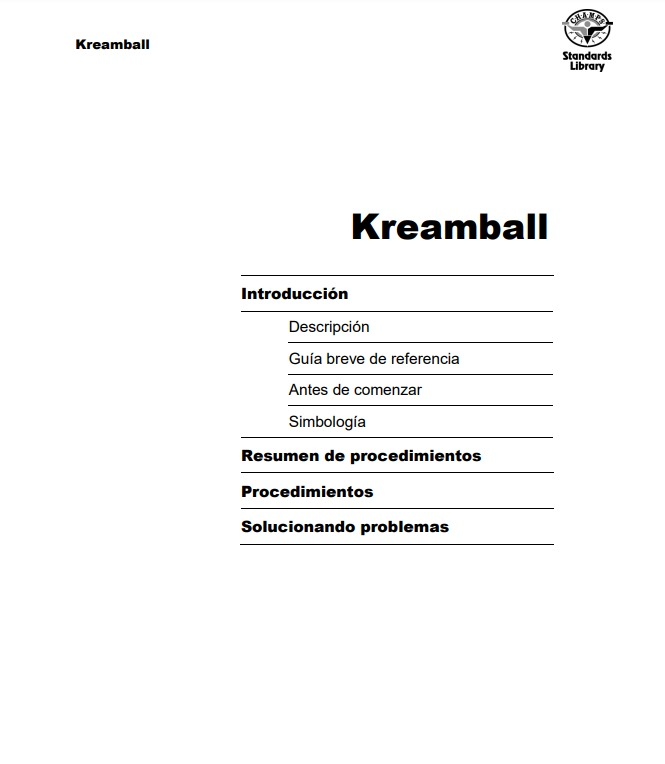 Kreamball
CHAMPS
Standards
Library
Kreamball
Introducción
Descripción
Guía breve de referencia
Antes de comenzar
Simbología
Resumen de procedimientos
Procedimientos
Solucionando problemas